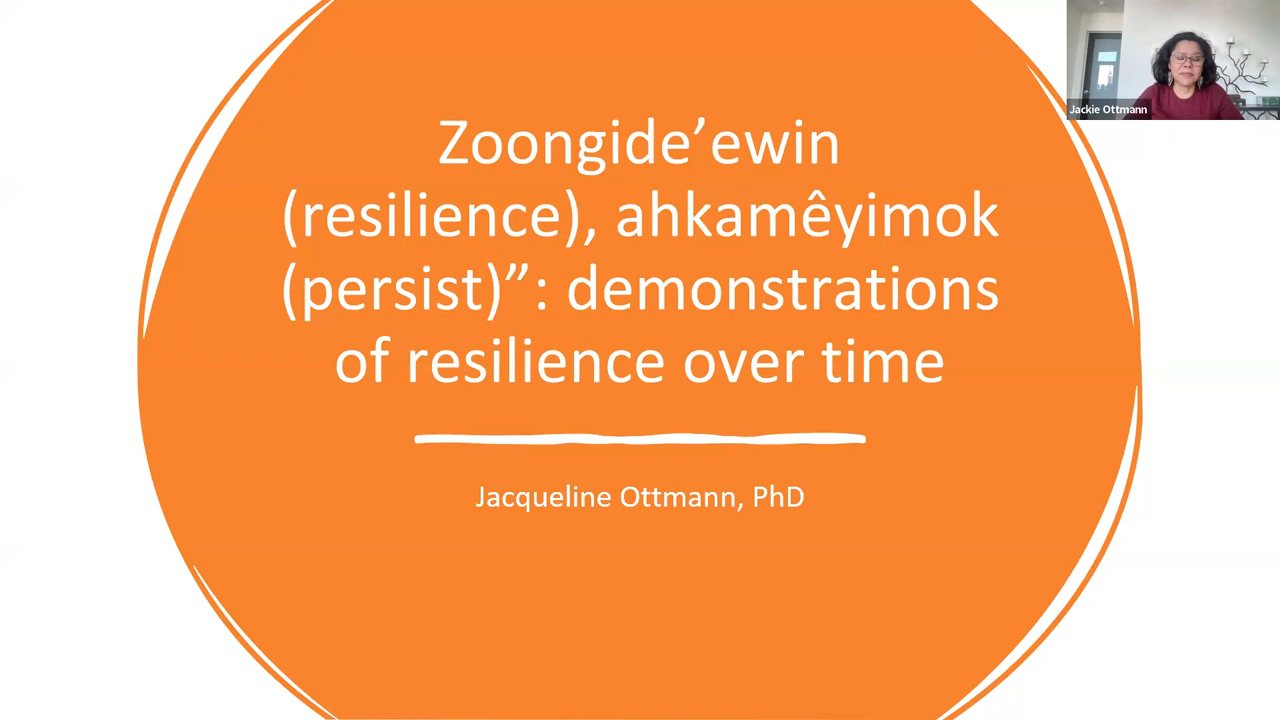 Zoongide’ewin
(resilience), ahkamêyimok
(persist)”: demonstrations
of resilience over time
Jacqueline Ottmann, PhD
Jackie Ottmann